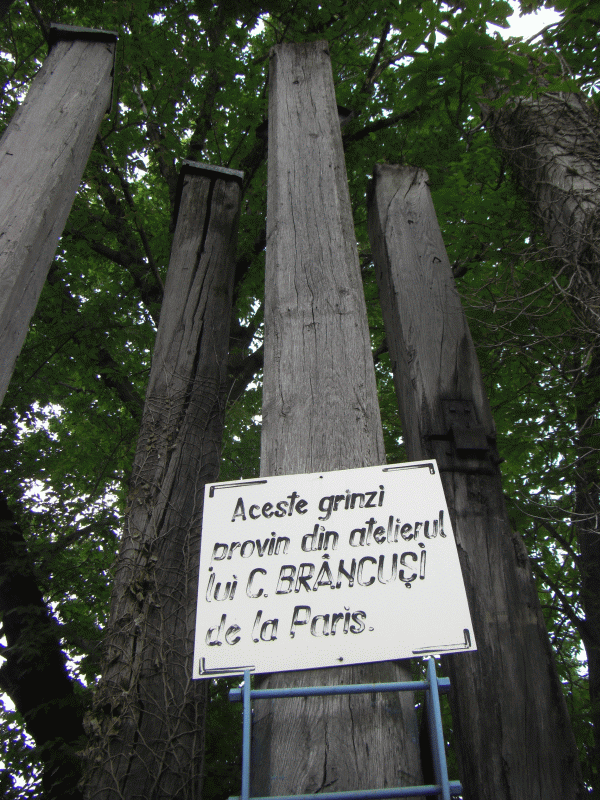 Aceste grinzi
provin din atelierul
lui C. BRÂNCUȘI
de la Paris.